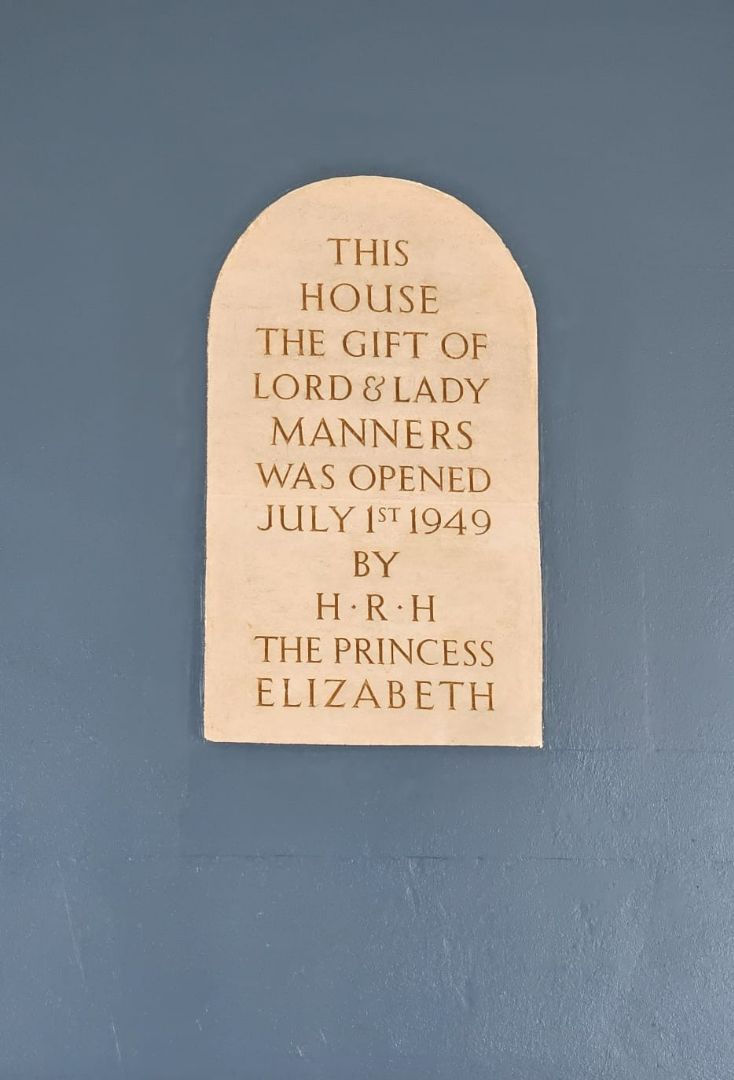 THIS
HOUSE
THE GIFT OF
LORD & LADY
MANNERS
WAS OPENED
JULY 1ST 1949
BY
H·R·H
THE PRINCESS
ELIZABETH